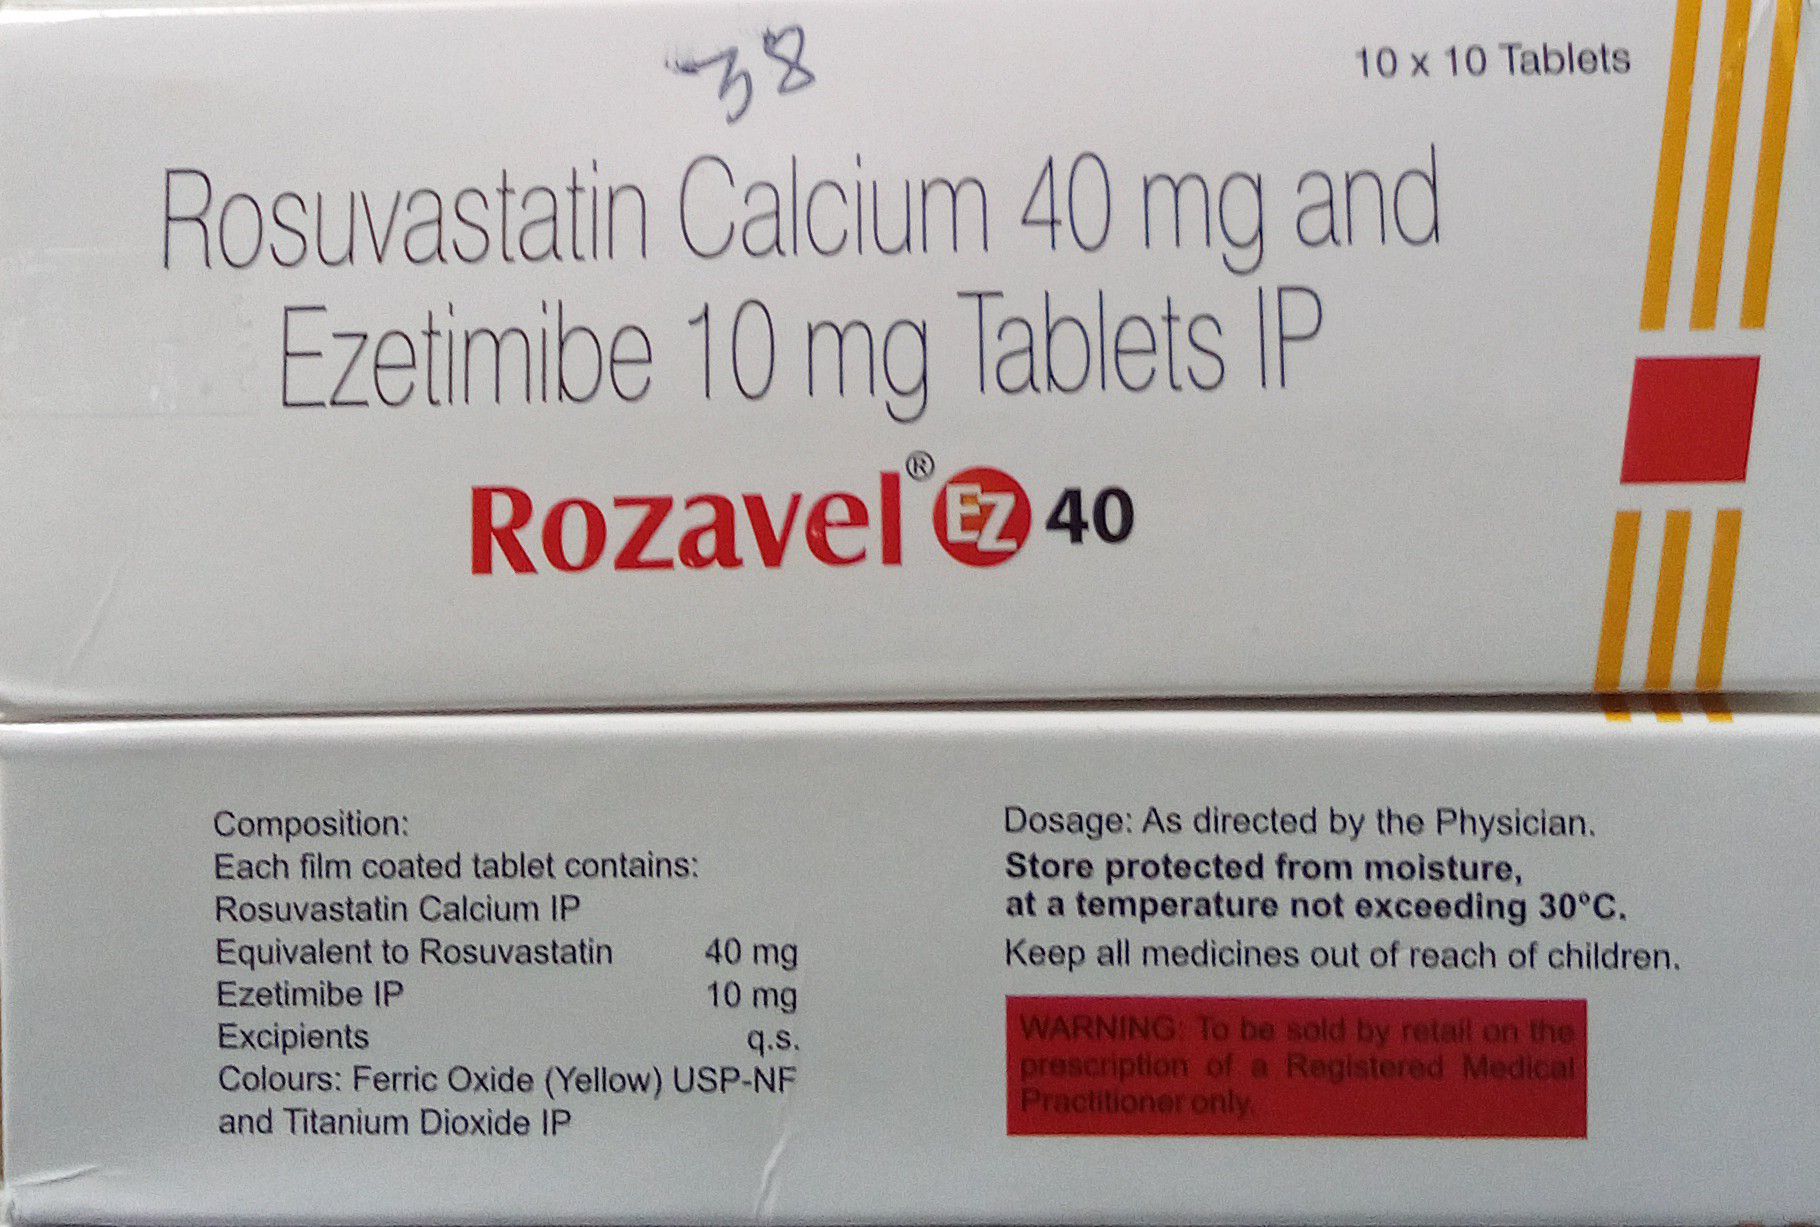 38
10 x 10 Tablets
Rosuvastatin Calcium 40 mg and
Ezetimibe 10 mg Tablets IP
Rozavel® EZ 40
Composition:
Each film coated tablet contains:
Rosuvastatin Calcium IP
Equivalent to Rosuvastatin 40 mg
Ezetimibe IP 10 mg
Excipients q.s.
Colours: Ferric Oxide (Yellow) USP-NF
and Titanium Dioxide IP
Dosage: As directed by the Physician.
Store protected from moisture,
at a temperature not exceeding 30°C.
Keep all medicines out of reach of children.
WARNING: To be sold by retail on the
prescription of a Registered Medical
Practitioner only.